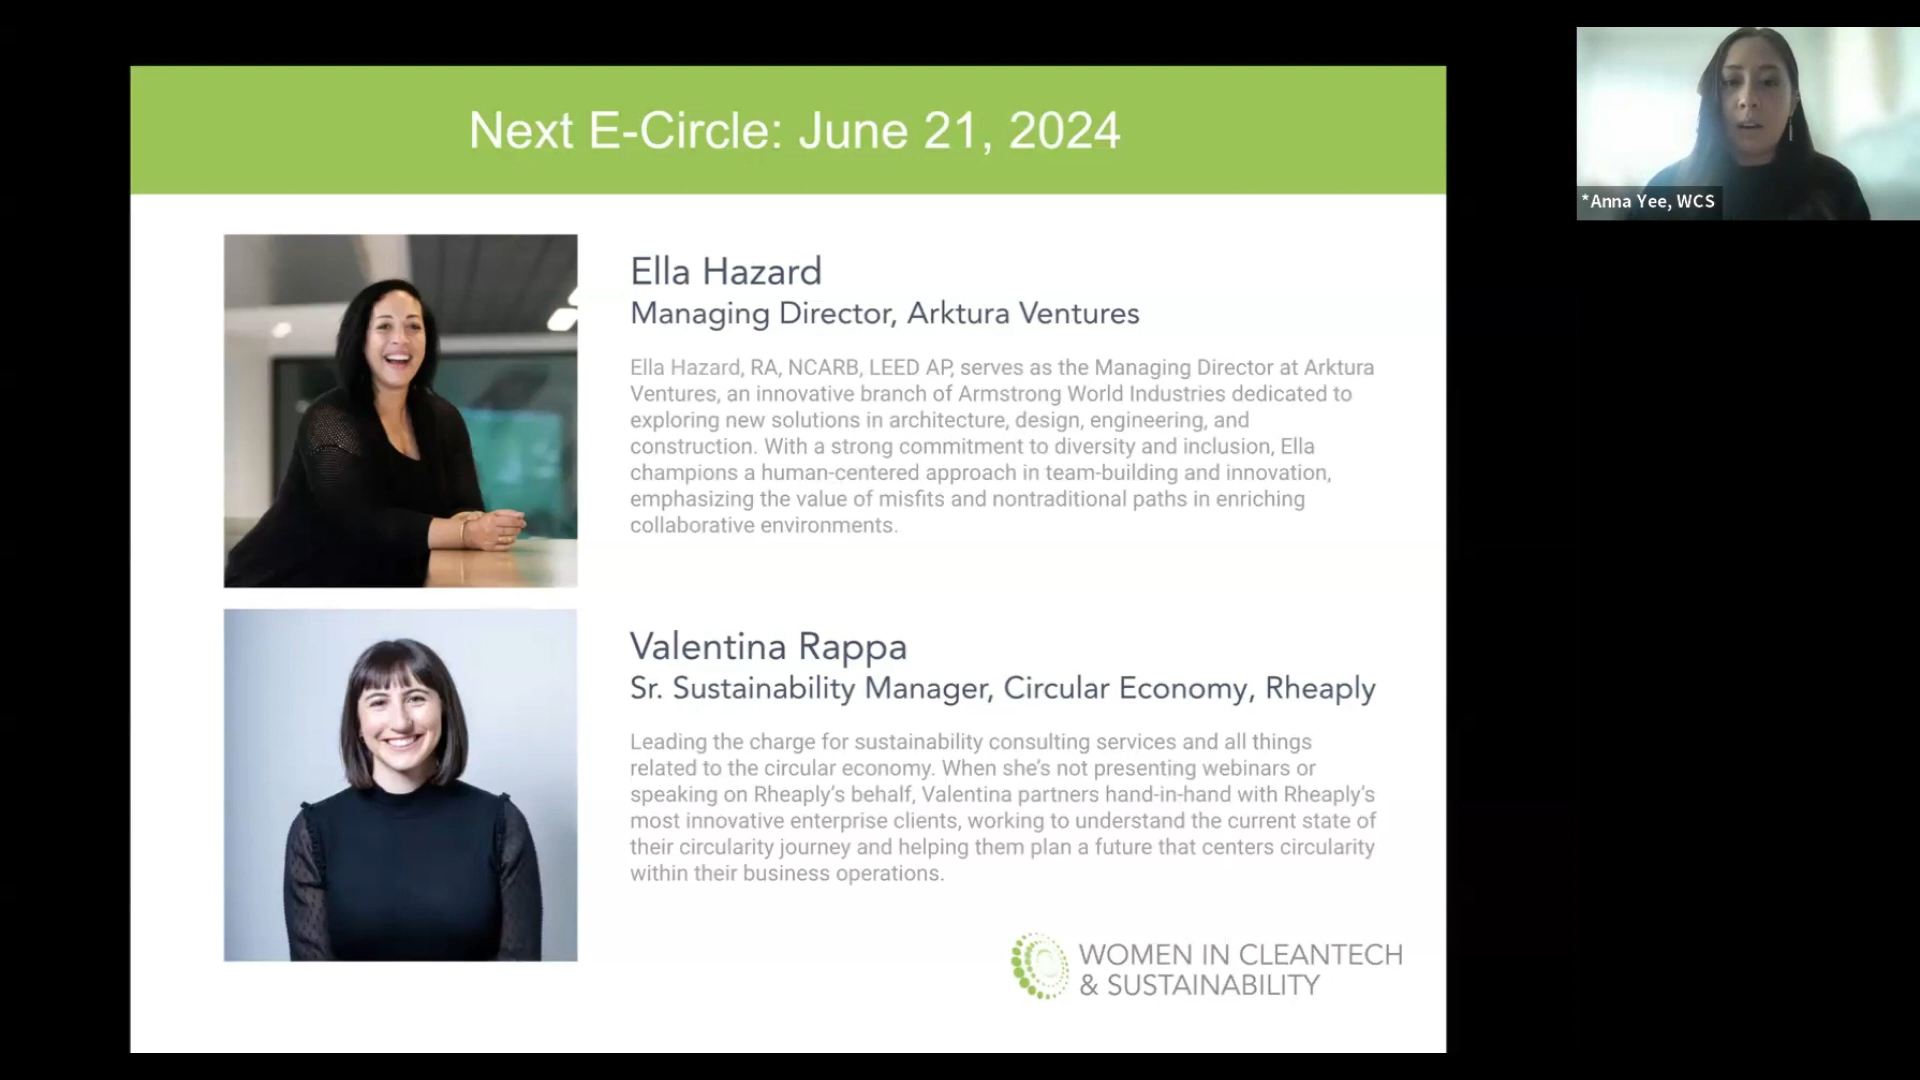 Next E-Circle: June 21, 2024
*Anna Yee, WCS
Ella Hazard
Managing Director, Arktura Ventures
Ella Hazard, RA, NCARB, LEED AP, serves as the Managing Director at Arktura
Ventures, an innovative branch of Armstrong World Industries dedicated to
exploring new solutions in architecture, design, engineering, and
construction. With a strong commitment to diversity and inclusion, Ella
champions a human-centered approach in team-building and innovation,
emphasizing the value of misfits and nontraditional paths in enriching
collaborative environments.
Valentina Rappa
Sr. Sustainability Manager, Circular Economy, Rheaply
Leading the charge for sustainability consulting services and all things
related to the circular economy. When she's not presenting webinars or
speaking on Rheaply's behalf, Valentina partners hand-in-hand with Rheaply's
most innovative enterprise clients, working to understand the current state of
their circularity journey and helping them plan a future that centers circularity
within their business operations.
WOMEN IN CLEANTECH
& SUSTAINABILITY